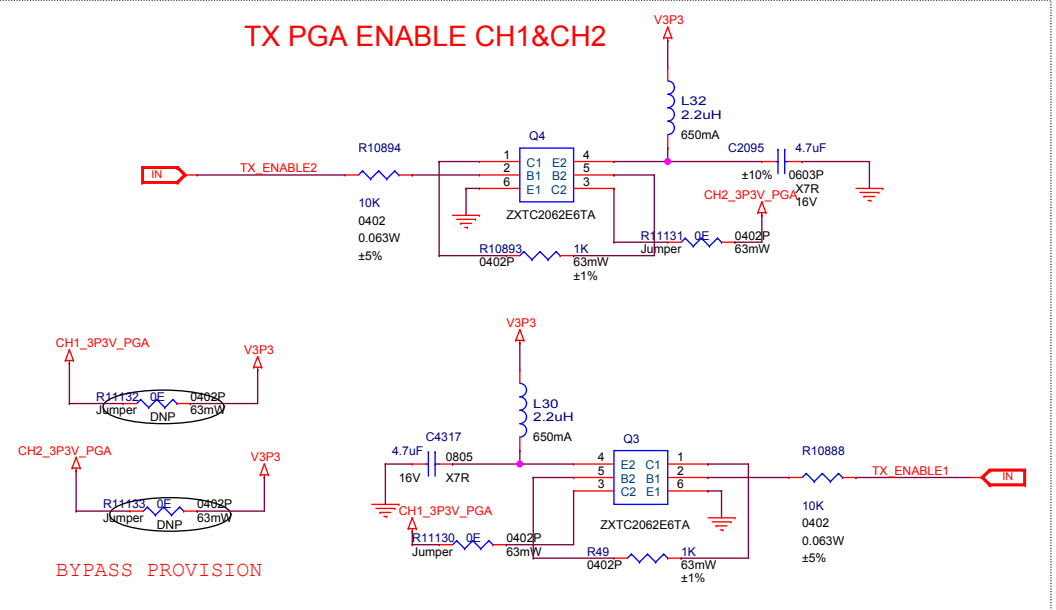 TX PGA ENABLE CH1&CH2
V3P3
L32
2.2uH
650mA
R10894
Q4
C2095 4.7uF
IN
TX_ENABLE2
1 C1 E2 4
2 B1 B2 5
6 E1 C2 3
±10% 0603P
X7R
16V
CH2_3P3V_PGA
10K
0402
0.063W
±5%
ZXTC2062E6TA
R11131 0E 0402P
Jumper 63mW
R10893 1K
0402P 63mW
±1%
CH1_3P3V_PGA
V3P3
R11132 0E 0402P
Jumper 63mW
DNP
CH2_3P3V_PGA
V3P3
R11133 0E 0402P
Jumper 63mW
DNP
BYPASS PROVISION
V3P3
L30
2.2uH
650mA
C4317
4.7uF 0805
16V X7R
Q3
4 E2 C1 1
5 B2 B1 2
3 C2 E1 6
ZXTC2062E6TA
R10888
TX_ENABLE1
IN
10K
0402
0.063W
±5%
CH1_3P3V_PGA
R11130 0E 0402P
Jumper 63mW
R49 1K
0402P 63mW
±1%